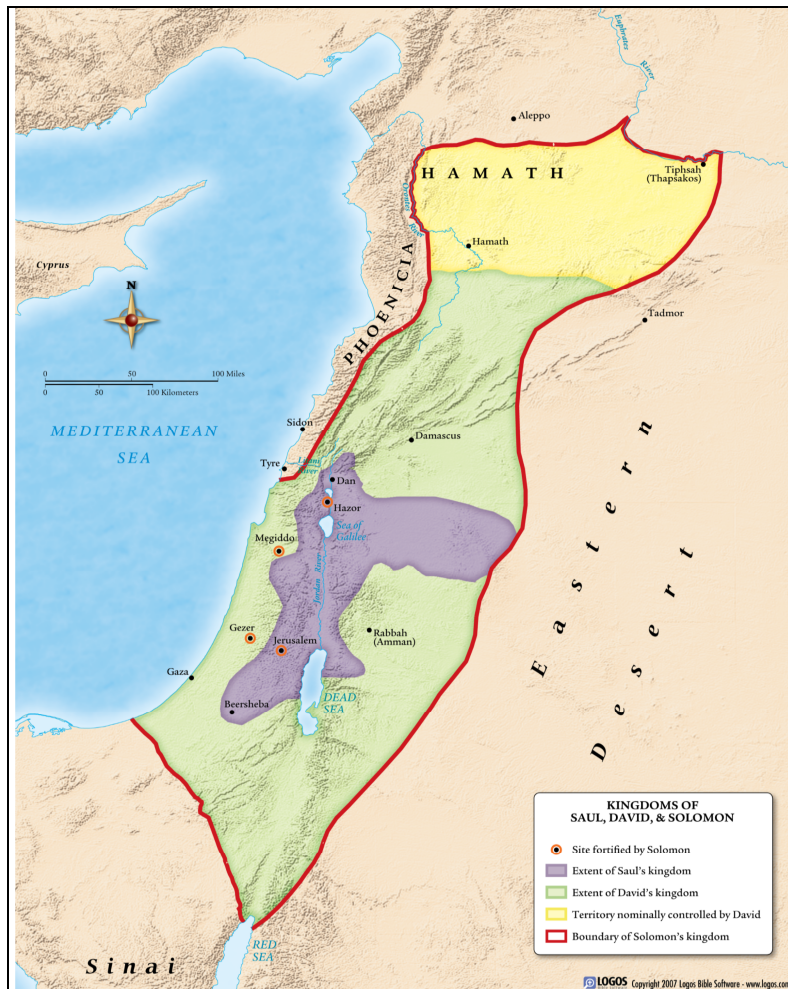 Euphrates
River
Aleppo
HAMATH
Tiphsah
(Thapsakos)
Orontes
River
Hamath
Cyprus
PHOENICIA
N
Tadmor
0 50 100 Miles
0 50 100 Kilometers
MEDITERRANEAN
SEA
Sidon
Damascus
Tyre
Litani
River
Dan
Hazor
Sea of
Galilee
Megiddo
Jordan River
Eastern
Desert
Gezer
Jerusalem
Rabbah
(Amman)
Gaza
DEAD
SEA
Beersheba
RED
SEA
Sinai
KINGDOMS OF
SAUL, DAVID, & SOLOMON
Site fortified by Solomon
Extent of Saul's kingdom
Extent of David's kingdom
Territory nominally controlled by David
Boundary of Solomon's kingdom
LOGOS Copyright 2007 Logos Bible Software - www.logos.com